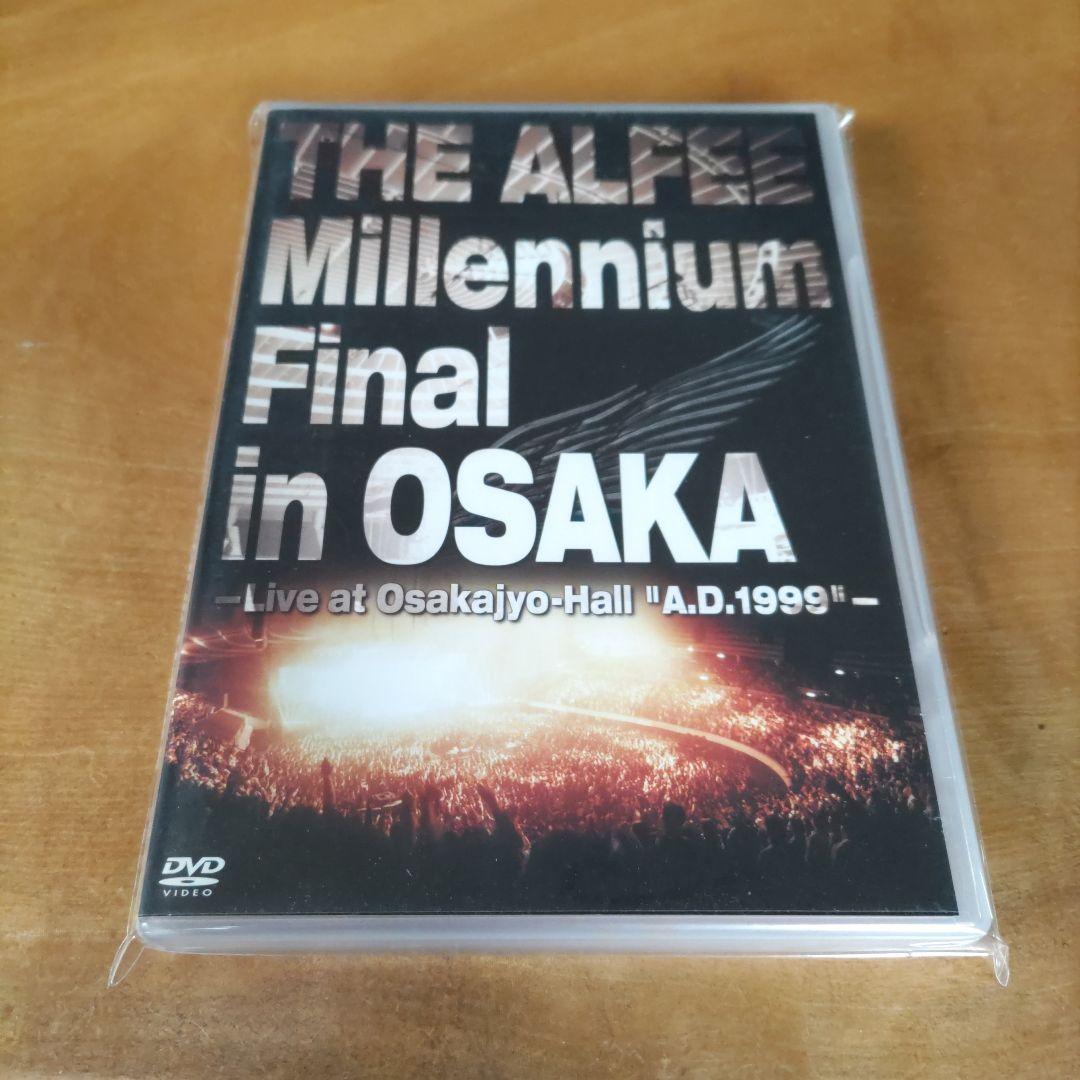 THE ALFEE
Millennium
Final
in OSAKA
—Live at Osakajyo-Hall "A.D.1999"—
DVD
VIDEO